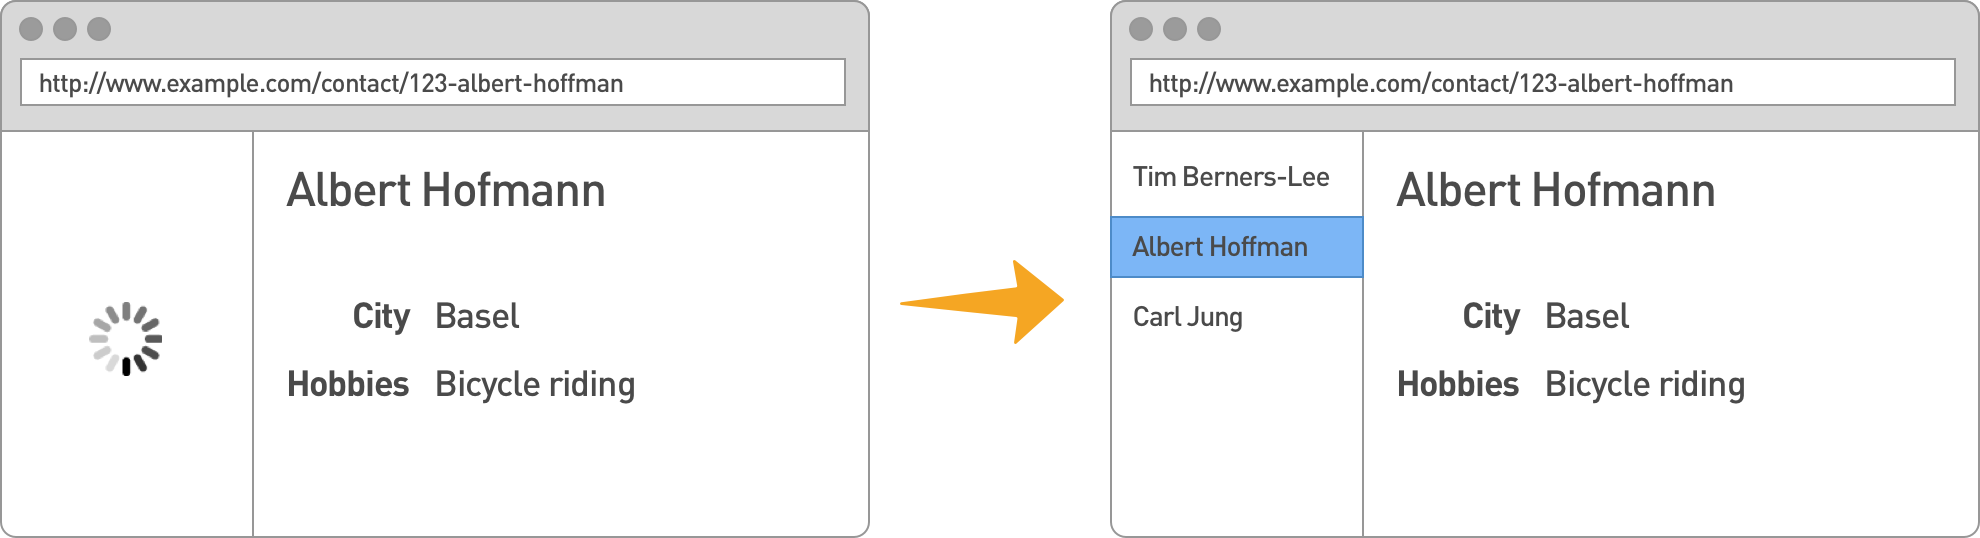 http://www.example.com/contact/123-albert-hoffman
Albert Hofmann
City Basel
Hobbies Bicycle riding
http://www.example.com/contact/123-albert-hoffman
Tim Berners-Lee
Albert Hoffman
Carl Jung
Albert Hofmann
City Basel
Hobbies Bicycle riding